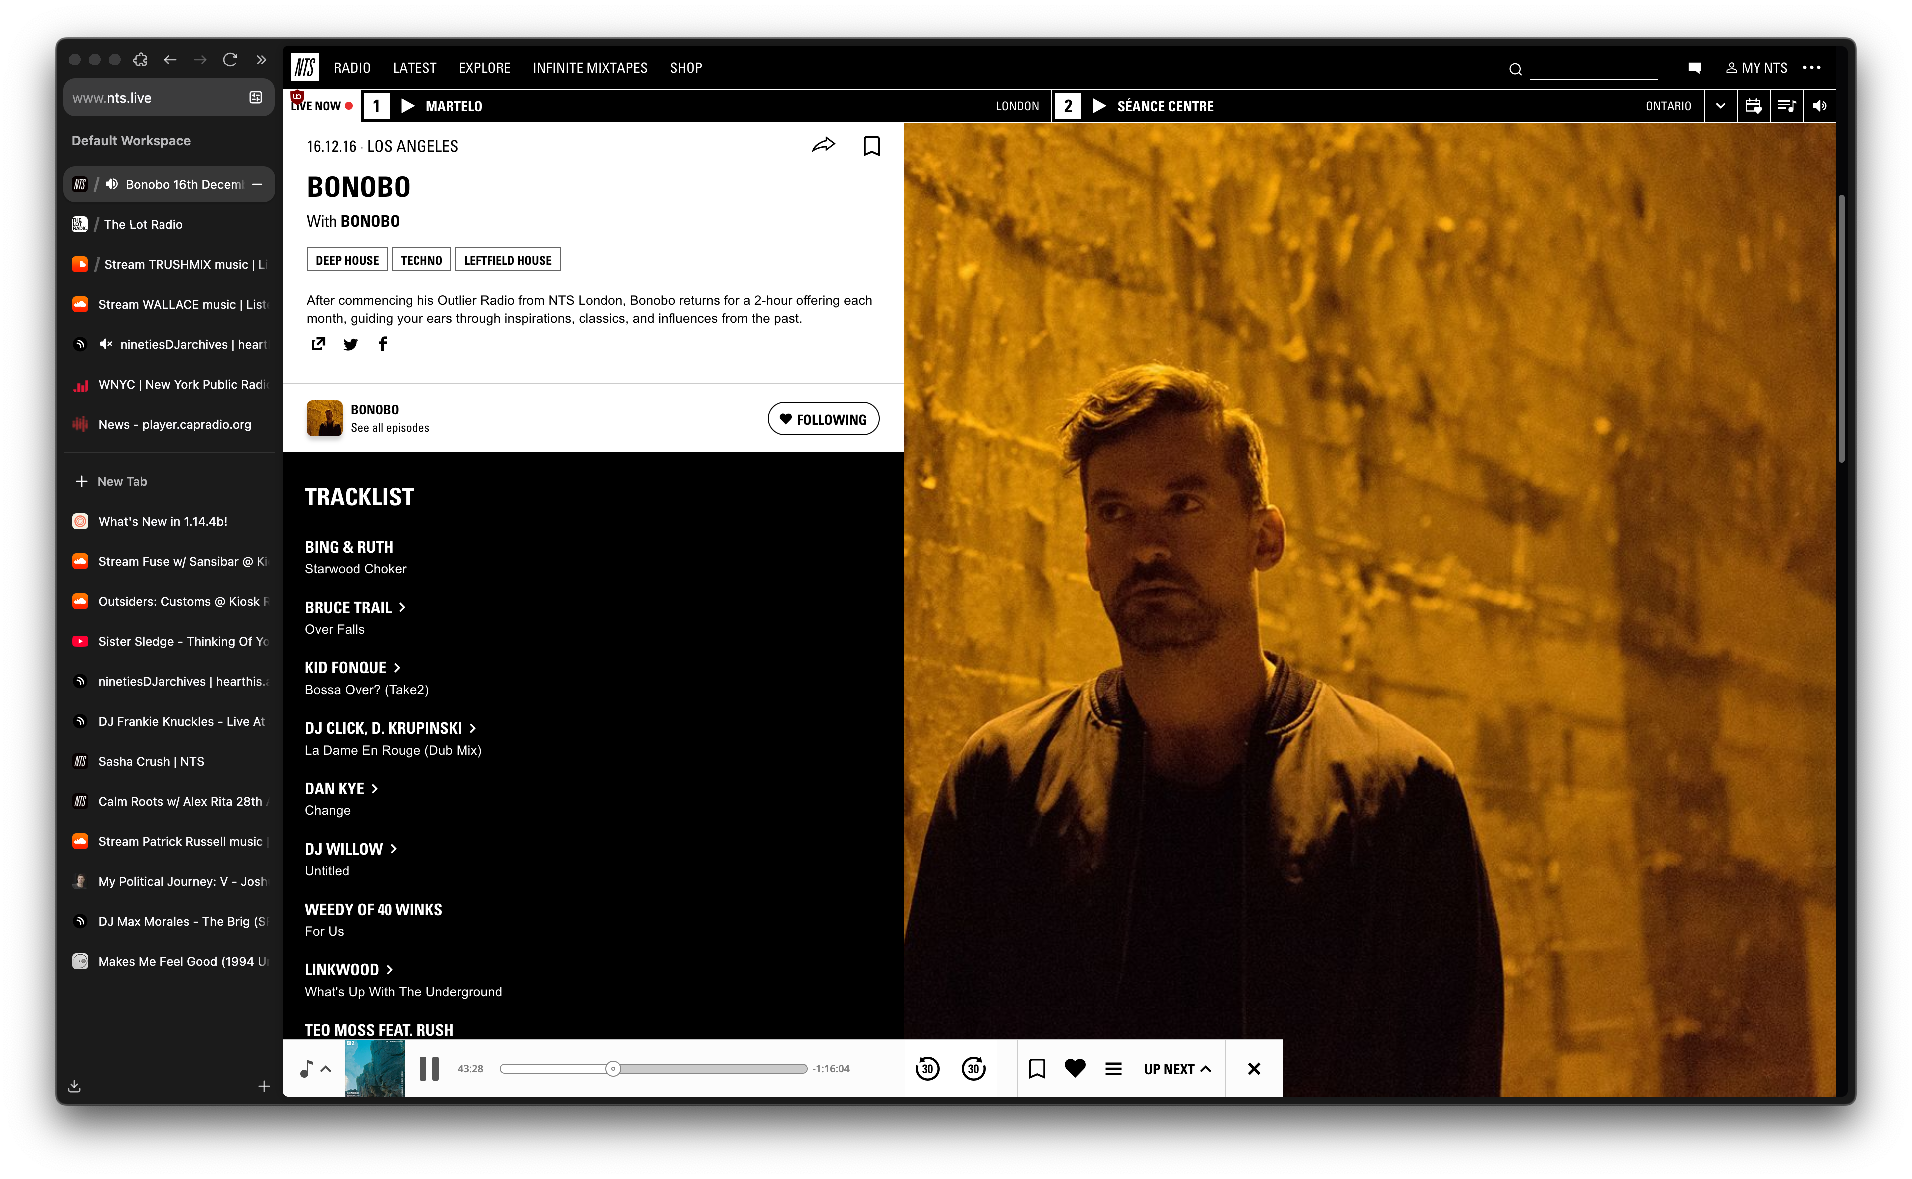 www.nts.live
Default Workspace
Bonobo 16th Decem
The Lot Radio
Stream TRUSHMIX music | Li
Stream WALLACE music | List
ninetiesDJarchives | heart
WNYC | New York Public Radi
News - player.capradio.org
New Tab
What's New in 1.14.4b!
Stream Fuse w/ Sansibar @ Ki
Outsiders: Customs @ Kiosk R
Sister Sledge - Thinking Of Yo
ninetiesDJarchives | hearthis.a
DJ Frankie Knuckles - Live At
Sasha Crush | NTS
Calm Roots w/ Alex Rita 28th A
Stream Patrick Russell music |
My Political Journey: V - Josh
DJ Max Morales - The Brig (SF
Makes Me Feel Good (1994 Un
NTS RADIO LATEST EXPLORE INFINITE MIXTAPES SHOP MY NTS
LIVE NOW 1 MARTELO LONDON 2 SÉANCE CENTRE ONTARIO
16.12.16 · LOS ANGELES
BONOBO
With BONOBO
DEEP HOUSE TECHNO LEFTFIELD HOUSE
After commencing his Outlier Radio from NTS London, Bonobo returns for a 2-hour offering each
month, guiding your ears through inspirations, classics, and influences from the past.
BONOBO
See all episodes
FOLLOWING
TRACKLIST
BING & RUTH
Starwood Choker
BRUCE TRAIL
Over Falls
KID FONQUE
Bossa Over? (Take2)
DJ CLICK, D. KRUPINSKI
La Dame En Rouge (Dub Mix)
DAN KYE
Change
DJ WILLOW
Untitled
WEEDY OF 40 WINKS
For Us
LINKWOOD
What's Up With The Underground
TEO MOSS FEAT. RUSH
43:28 -1:16:04 30 30 UP NEXT